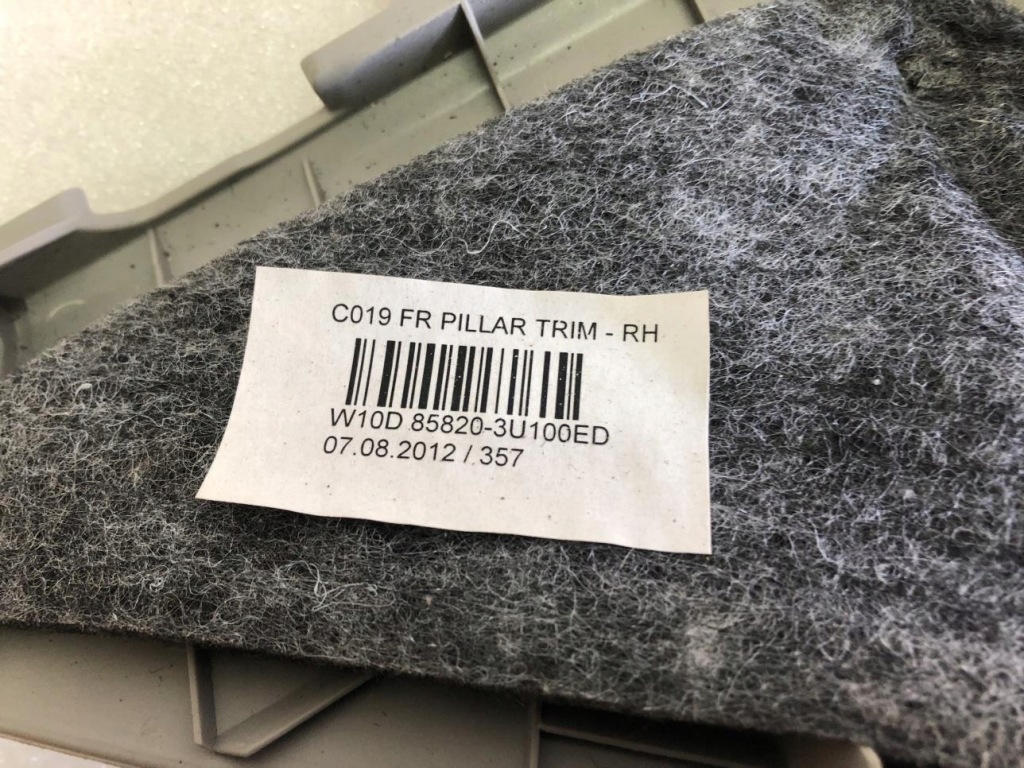 C019 FR PILLAR TRIM - RH
W10D 85820-3U100ED
07.08.2012 / 357